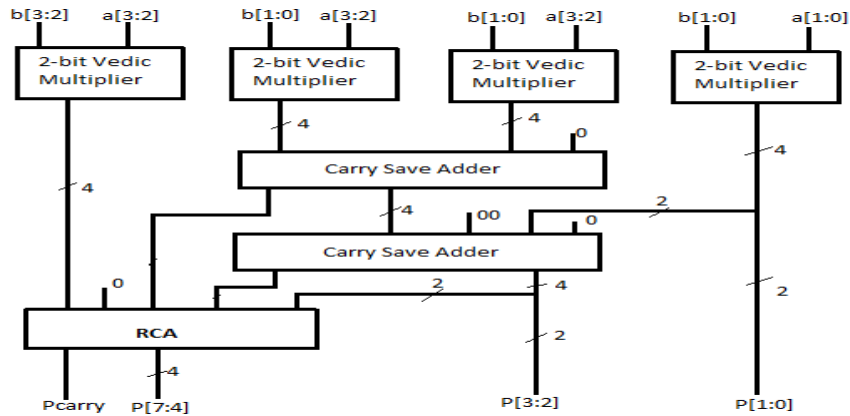 b[3:2] a[3:2] b[1:0] a[3:2] b[1:0] a[3:2] b[1:0] a[1:0]
2-bit Vedic Multiplier
2-bit Vedic Multiplier
2-bit Vedic Multiplier
2-bit Vedic Multiplier
4 4 0 4
Carry Save Adder
4 4 00 0 2
Carry Save Adder
0 2 4 2
RCA
4 2
Pcarry P[7:4] P[3:2] P[1:0]